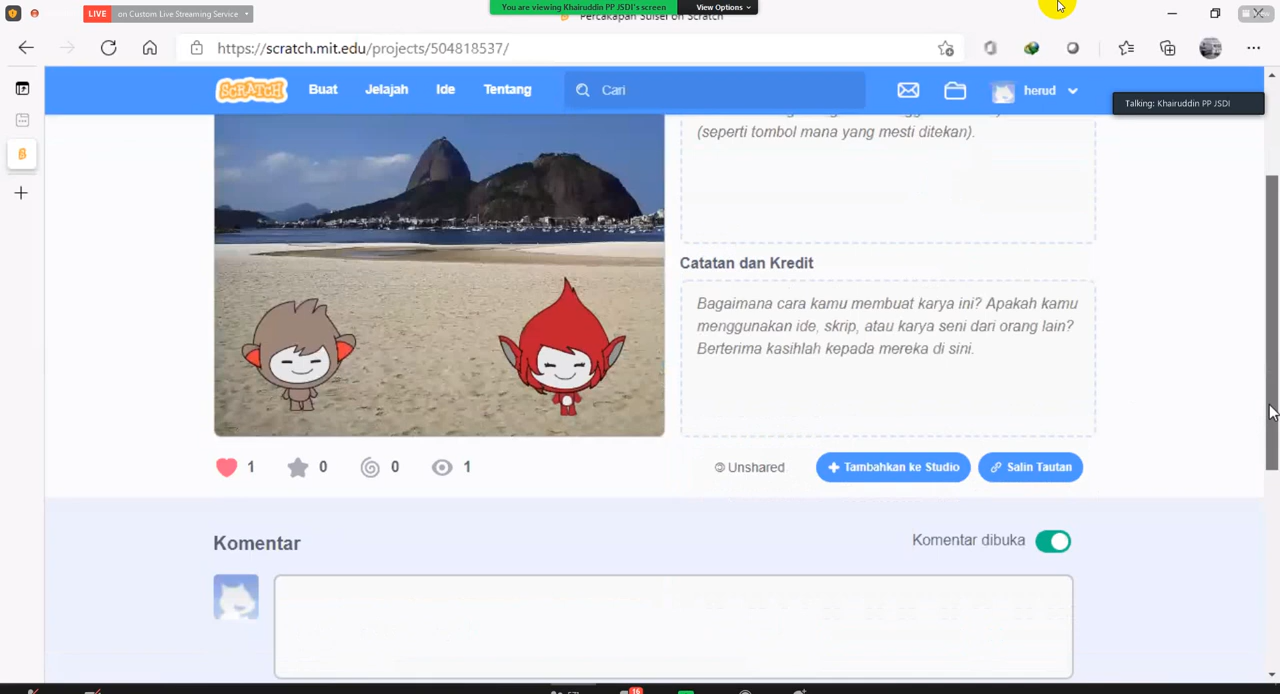 LIVE on Custom Live Streaming Service
You are viewing Khairuddin PP JSDI's screen View Options
Percakapan Sulsel on Scratch
https://scratch.mit.edu/projects/504818537/
SCRATCH Buat Jelajah Ide Tentang Cari herud
Talking: Khairuddin PP JSDI
(seperti tombol mana yang mesti ditekan).
Catatan dan Kredit
Bagaimana cara kamu membuat karya ini? Apakah kamu
menggunakan ide, skrip, atau karya seni dari orang lain?
Berterima kasihlah kepada mereka di sini.
1 0 0 1 Unshared Tambahkan ke Studio Salin Tautan
Komentar
Komentar dibuka
16